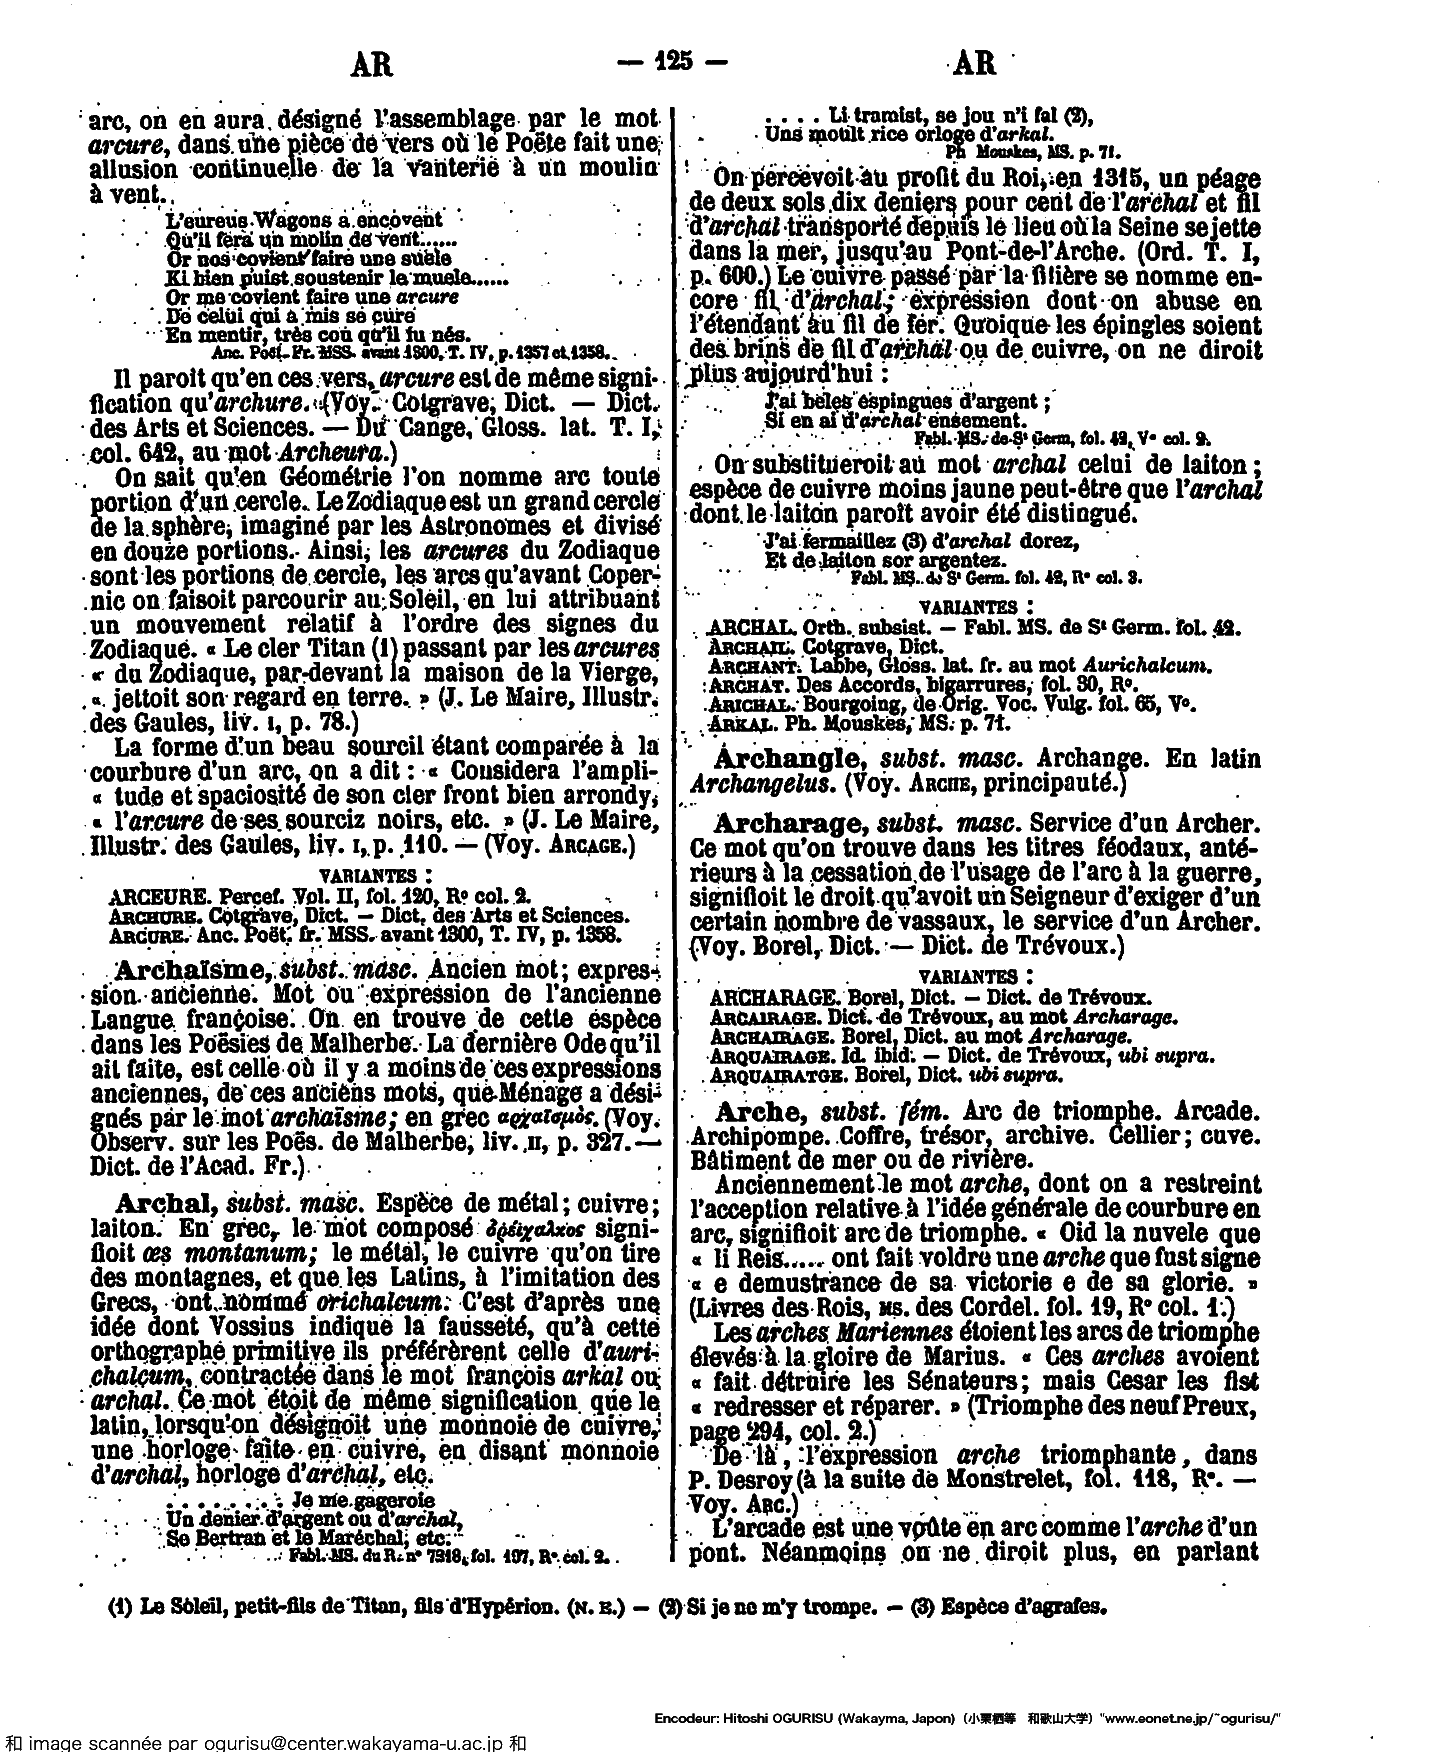 AR
— 125 —
AR
arc, on en aura désigné l'assemblage par le mot
arcure, dans une pièce de vers où le Poëte fait une
allusion continuelle de la vanterie à un moulin
à vent.
L'eureus Wagons a encovent
Qu'il fera un molin de vent......
Or nos covient faire une suele
Ki bien puist soustenir le muele......
Or me covient faire une arcure
De celui qui a mis se cure
En mentir, très con qu'il fu nés.
Anc. Poët. Fr. MSS. avant 1300, T. IV, p. 1357 et 1358.
Il paroit qu'en ces vers, arcure est de même signi-
fication qu'archure. (Voy. Cotgrave, Dict. — Dict.
des Arts et Sciences. — Du Cange, Gloss. lat. T. I,
col. 642, au mot Archeura.)
On sait qu'en Géométrie l'on nomme arc toute
portion d'un cercle. Le Zodiaque est un grand cercle
de la sphère, imaginé par les Astronomes et divisé
en douze portions. Ainsi, les arcures du Zodiaque
sont les portions de cercle, les arcs qu'avant Coper-
nic on faisoit parcourir au Soleil, en lui attribuant
un mouvement relatif à l'ordre des signes du
Zodiaque. « Le cler Titan (1) passant par les arcures
« du Zodiaque, par-devant la maison de la Vierge,
« jettoit son regard en terre. » (J. Le Maire, Illustr.
des Gaules, liv. I, p. 78.)
La forme d'un beau sourcil étant comparée à la
courbure d'un arc, on a dit : « Considera l'ampli-
« tude et spaciosité de son cler front bien arrondy,
« l'arcure de ses sourciz noirs, etc. » (J. Le Maire,
Illustr. des Gaules, liv. I, p. 110. — (Voy. ARCAGE.)
VARIANTES :
ARCEURE. Percef. Vol. II, fol. 120, R° col. 2.
ARCHURE. Cotgrave, Dict. — Dict. des Arts et Sciences.
ARCURE. Anc. Poët. fr. MSS. avant 1300, T. IV, p. 1358.
Archaïsme, subst. masc. Ancien mot; expres-
sion ancienne. Mot ou expression de l'ancienne
Langue françoise. On en trouve de cette espèce
dans les Poësies de Malherbe. La dernière Ode qu'il
ait faite, est celle où il y a moins de ces expressions
anciennes, de ces anciens mots, que Ménage a dési-
gnés par le mot archaïsme; en grec αρχαïσμὸς. (Voy.
Observ. sur les Poës. de Malherbe, liv. II, p. 327. —
Dict. de l'Acad. Fr.)
Archal, subst. masc. Espèce de métal; cuivre;
laiton. En grec, le mot composé ὀρείχαλκος signi-
fioit œs montanum; le métal, le cuivre qu'on tire
des montagnes, et que les Latins, à l'imitation des
Grecs, ont nommé orichalcum. C'est d'après une
idée dont Vossius indique la fausseté, qu'à cette
orthographe primitive ils préférèrent celle d'auri-
chalcum, contractée dans le mot françois arkal ou
archal. Ce mot étoit de même signification que le
latin, lorsqu'on désignoit une monnoie de cuivre,
une horloge faite en cuivre, en disant monnoie
d'archal, horloge d'archal, etc.
. . . . . . . . Je me gageroie
Un denier d'argent ou d'archal,
Se Bertran et le Maréchal, etc.
Fabl. MS. du R. n° 7218, fol. 197, R° col. 2.
. . . . Li tramist, se jou n'i fal (2),
Uns moult rice orloge d'arkal.
Ph Mouskes, MS. p. 71.
On percevoit au profit du Roi, en 1315, un péage
de deux sols dix deniers pour cent de l'archal et fil
d'archal transporté depuis le lieu où la Seine se jette
dans la mer, jusqu'au Pont-de-l'Arche. (Ord. T. I,
p. 600.) Le cuivre passé par la filière se nomme en-
core fil d'archal; expression dont on abuse en
l'étendant au fil de fer. Quoique les épingles soient
des brins de fil d'archal ou de cuivre, on ne diroit
plus aujourd'hui :
J'ai beles espingues d'argent ;
Si en ai d'archal ensement.
Fabl. MS. de St Germ, fol. 42, V° col. 2.
On substitueroit au mot archal celui de laiton ;
espèce de cuivre moins jaune peut-être que l'archal
dont le laiton paroît avoir été distingué.
J'ai fermaillez (3) d'archal dorez,
Et de laiton sor argentez.
Fabl. MS. de St Germ. fol. 42, R° col. 3.
VARIANTES :
ARCHAL. Orth. subsist. — Fabl. MS. de St Germ. fol. 42.
ARCHAIL. Cotgrave, Dict.
ARCHANT. Labbe, Gloss. lat. fr. au mot Aurichalcum.
ARCHAT. Des Accords, bigarrures, fol. 30, R°.
ARICHAL. Bourgoing, de Orig. Voc. Vulg. fol. 65, V°.
ARKAL. Ph. Mouskes, MS. p. 71.
Archangle, subst. masc. Archange. En latin
Archangelus. (Voy. ARCHE, principauté.)
Archarage, subst. masc. Service d'un Archer.
Ce mot qu'on trouve dans les titres féodaux, anté-
rieurs à la cessation de l'usage de l'arc à la guerre,
signifioit le droit qu'avoit un Seigneur d'exiger d'un
certain nombre de vassaux, le service d'un Archer.
(Voy. Borel, Dict. — Dict. de Trévoux.)
VARIANTES :
ARCHARAGE. Borel, Dict. — Dict. de Trévoux.
ARCAIRAGE. Dict. de Trévoux, au mot Archarage.
ARCHAIRAGE. Borel, Dict. au mot Archarage.
ARQUAIRAGE. Id. ibid. — Dict. de Trévoux, ubi supra.
ARQUAIRATGE. Borel, Dict. ubi supra.
Arche, subst. fém. Arc de triomphe. Arcade.
Archipompe. Coffre, trésor, archive. Cellier; cuve.
Bâtiment de mer ou de rivière.
Anciennement le mot arche, dont on a restreint
l'acception relative à l'idée générale de courbure en
arc, signifioit arc de triomphe. « Oid la nuvele que
« li Reis..... ont fait voldre une arche que fust signe
« e demustrance de sa victorie e de sa glorie. »
(Livres des Rois, MS. des Cordel. fol. 19, R° col. 1.)
Les arches Mariennes étoient les arcs de triomphe
élevés à la gloire de Marius. « Ces arches avoient
« fait détruire les Sénateurs; mais Cesar les fist
« redresser et réparer. » (Triomphe des neuf Preux,
page 294, col. 2.)
De là, l'expression arche triomphante, dans
P. Desroy (à la suite de Monstrelet, fol. 118, R°. —
Voy. ARC.)
L'arcade est une voûte en arc comme l'arche d'un
pont. Néanmoins on ne diroit plus, en parlant
(1) Le Soleil, petit-fils de Titan, fils d'Hypérion. (N. E.) — (2) Si je ne m'y trompe. — (3) Espèce d'agrafes.
Encodeur: Hitoshi OGURISU (Wakayma, Japon) (小栗栖等 和歌山大学) "www.eonet.ne.jp/~ogurisu/"
和 image scannée par ogurisu@center.wakayama-u.ac.jp 和